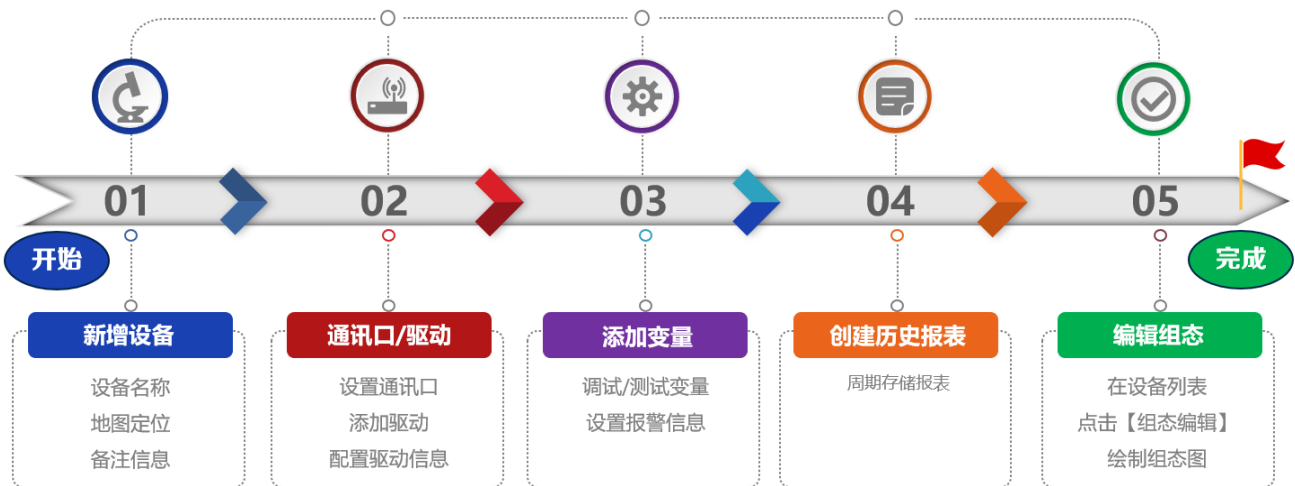 01
02
03
04
05
开始
完成
新增设备
设备名称
地图定位
备注信息
通讯口/驱动
设置通讯口
添加驱动
配置驱动信息
添加变量
调试/测试变量
设置报警信息
创建历史报表
周期存储报表
编辑组态
在设备列表
点击【组态编辑】
绘制组态图